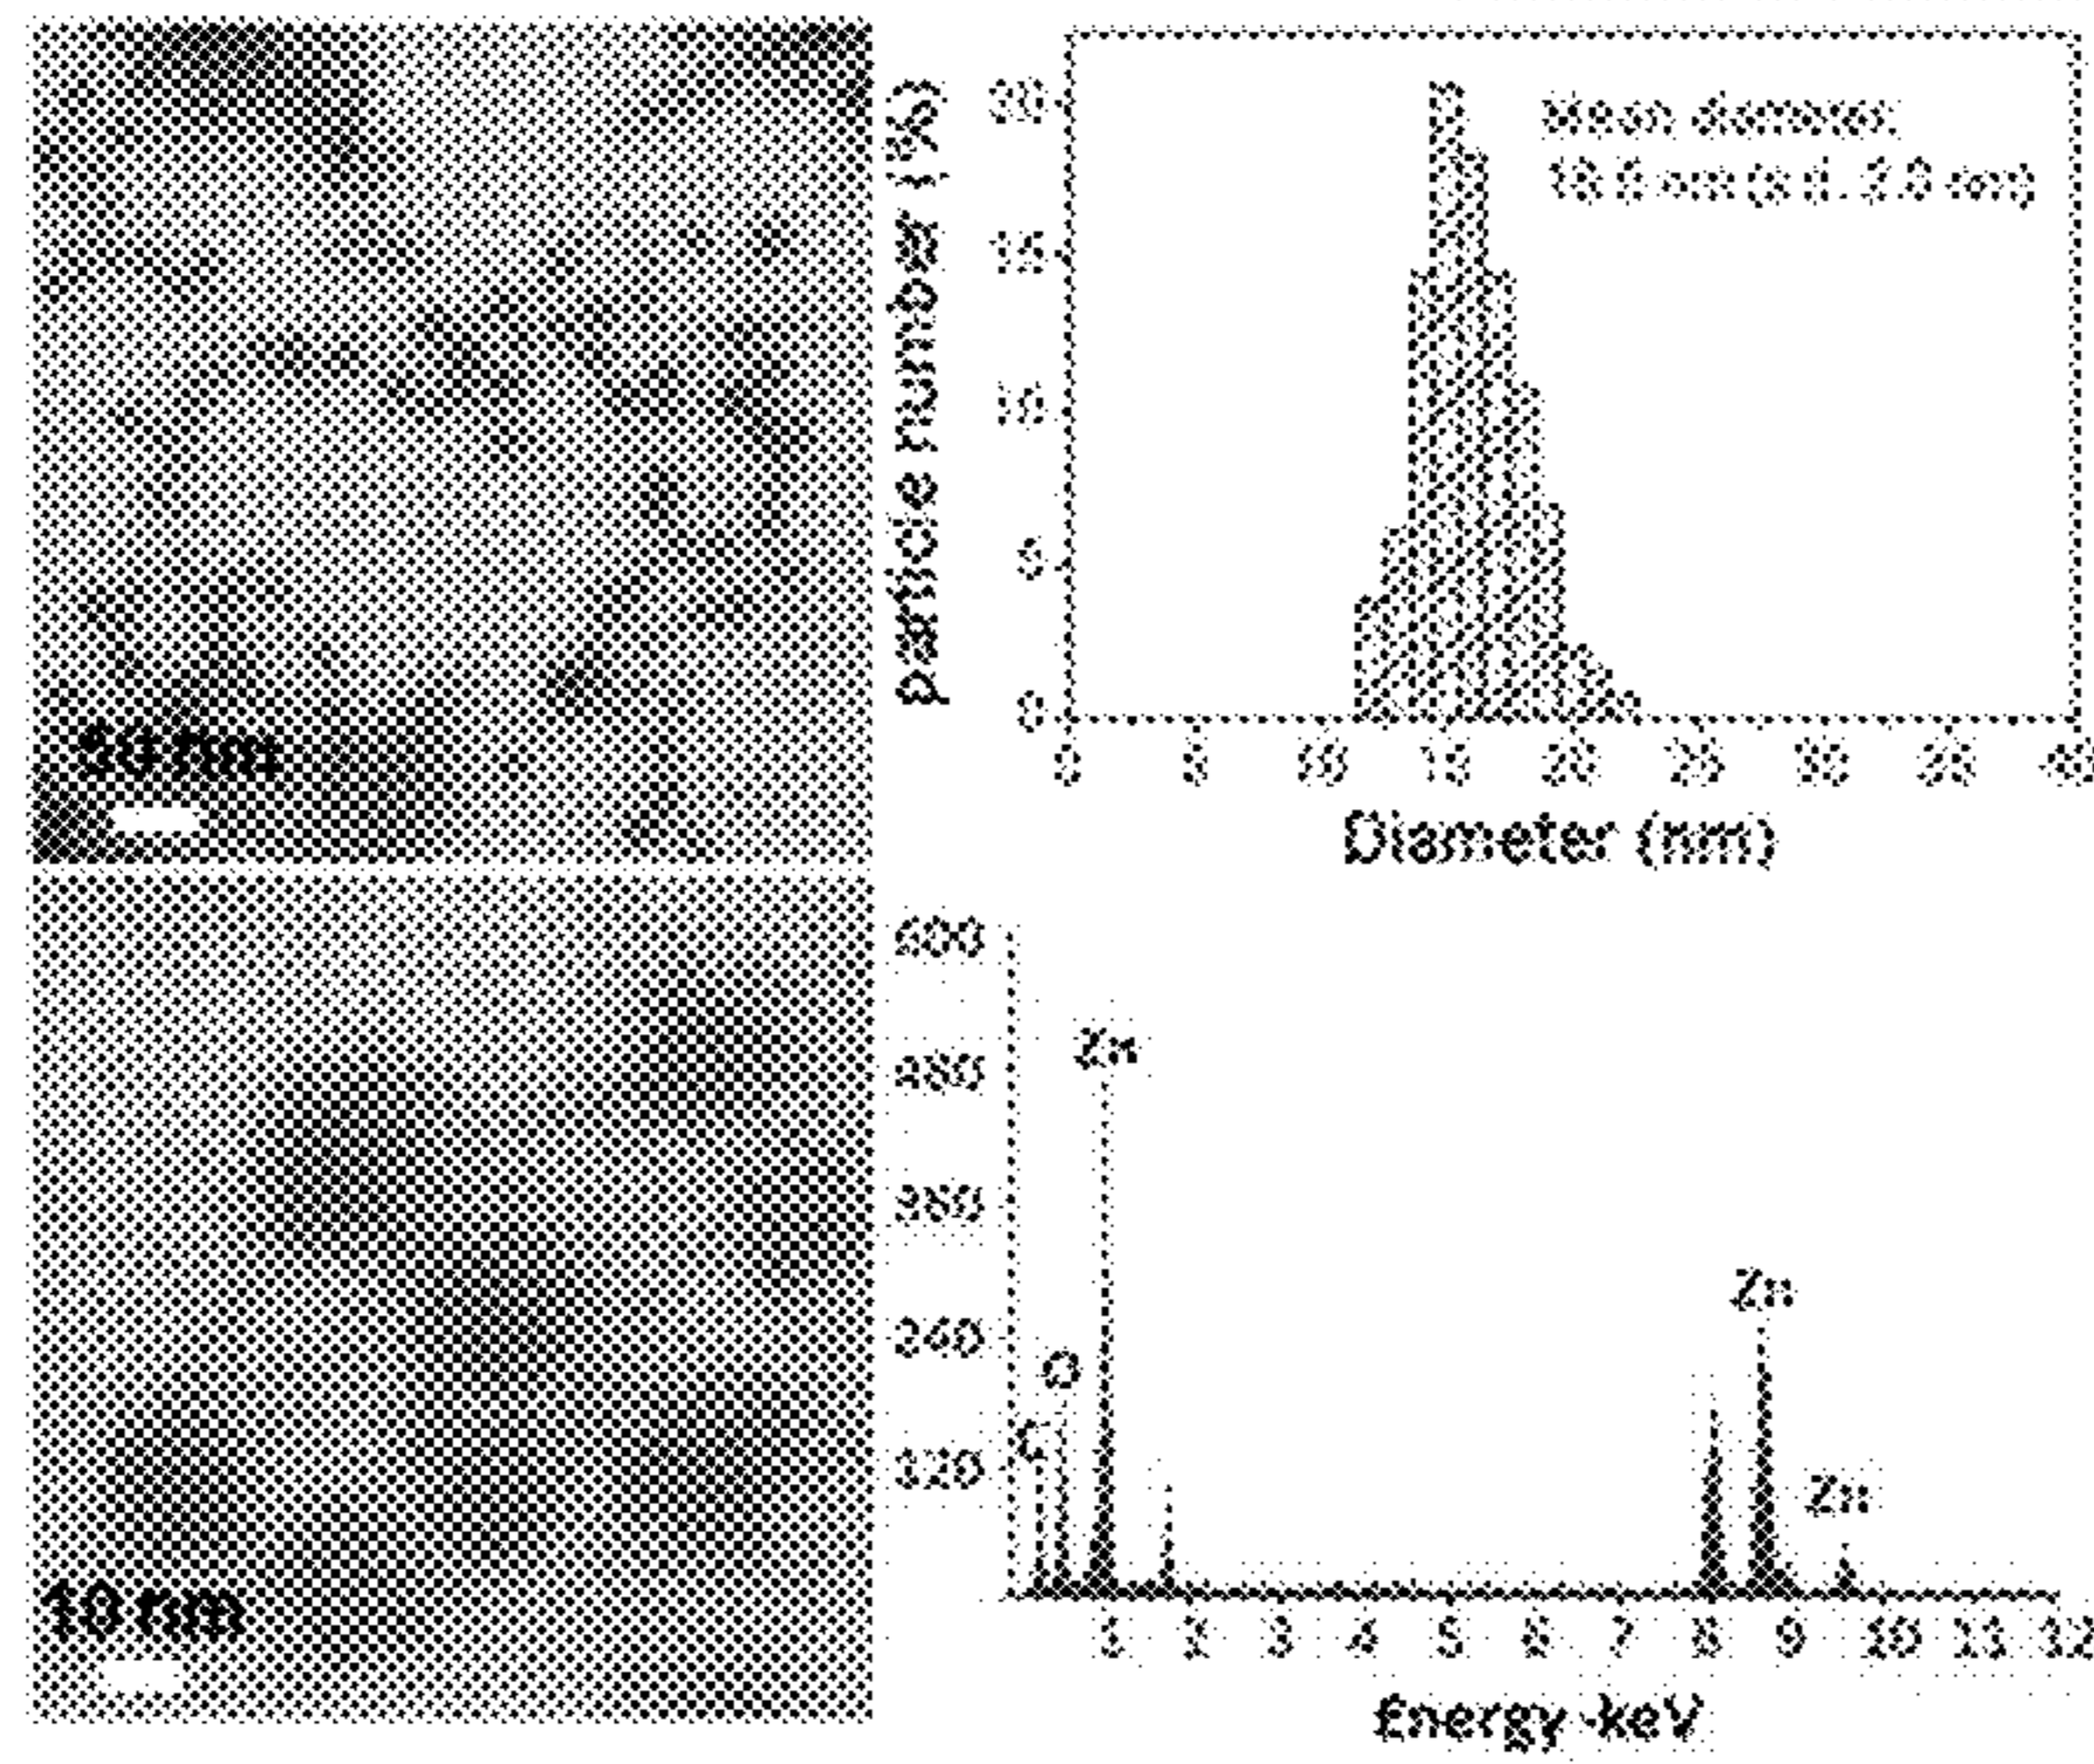 50 nm
particle number (%)
20
15
10
5
0
Mean diameter:
0 5 10 15 20 25 30 35 40
Diameter (nm)
10 nm
600
480
360
240
120
C
O
Zn
Zn
Zn
1 2 3 4 5 6 7 8 9 10 11 12
Energy-keV